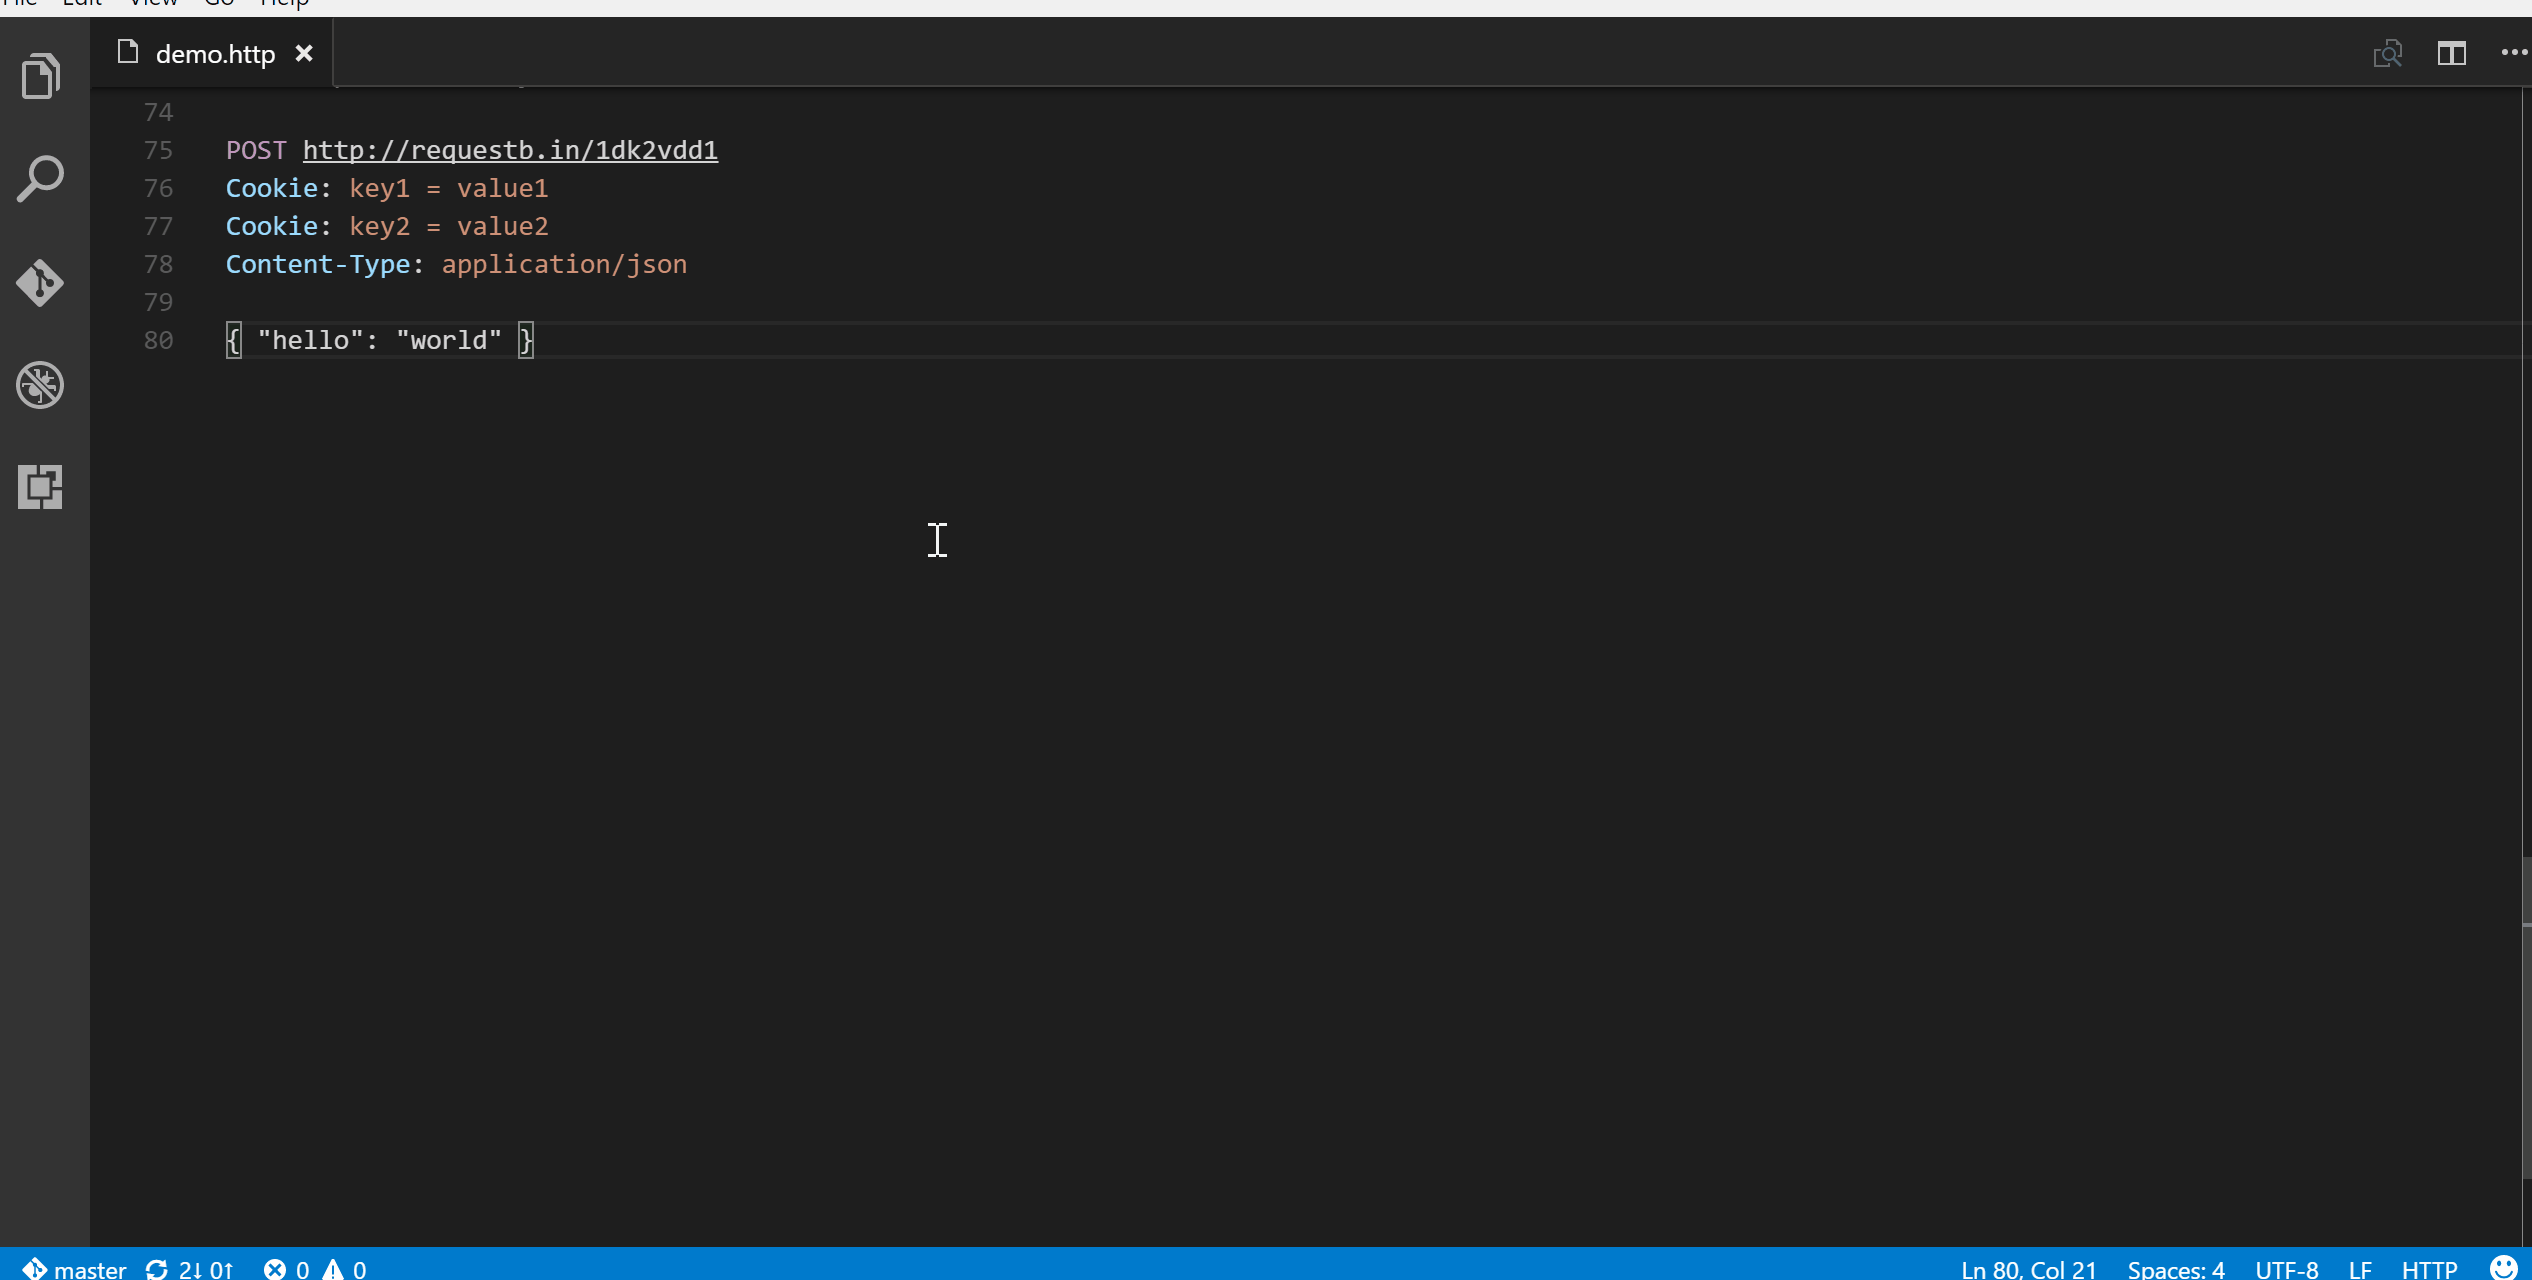 File Edit View Go Help
demo.http
74
75 POST http://requestb.in/1dk2vdd1
76 Cookie: key1 = value1
77 Cookie: key2 = value2
78 Content-Type: application/json
79
80 { "hello": "world" }
master 2↓ 0↑ 0 0 Ln 80, Col 21 Spaces: 4 UTF-8 LF HTTP